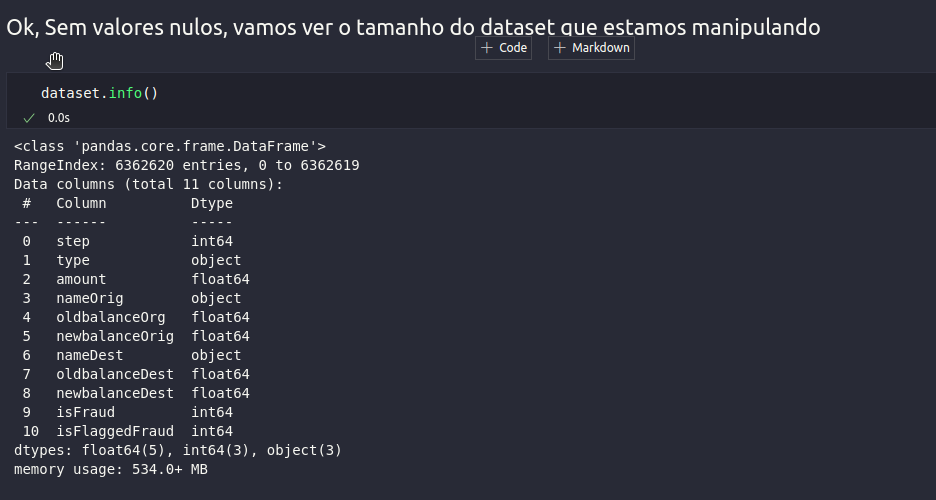 Ok, Sem valores nulos, vamos ver o tamanho do dataset que estamos manipulando
+ Code + Markdown
dataset.info()
✓ 0.0s
<class 'pandas.core.frame.DataFrame'>
RangeIndex: 6362620 entries, 0 to 6362619
Data columns (total 11 columns):
 #   Column          Dtype
---  ------          -----
 0   step            int64
 1   type            object
 2   amount          float64
 3   nameOrig        object
 4   oldbalanceOrg   float64
 5   newbalanceOrig  float64
 6   nameDest        object
 7   oldbalanceDest  float64
 8   newbalanceDest  float64
 9   isFraud         int64
 10  isFlaggedFraud  int64
dtypes: float64(5), int64(3), object(3)
memory usage: 534.0+ MB